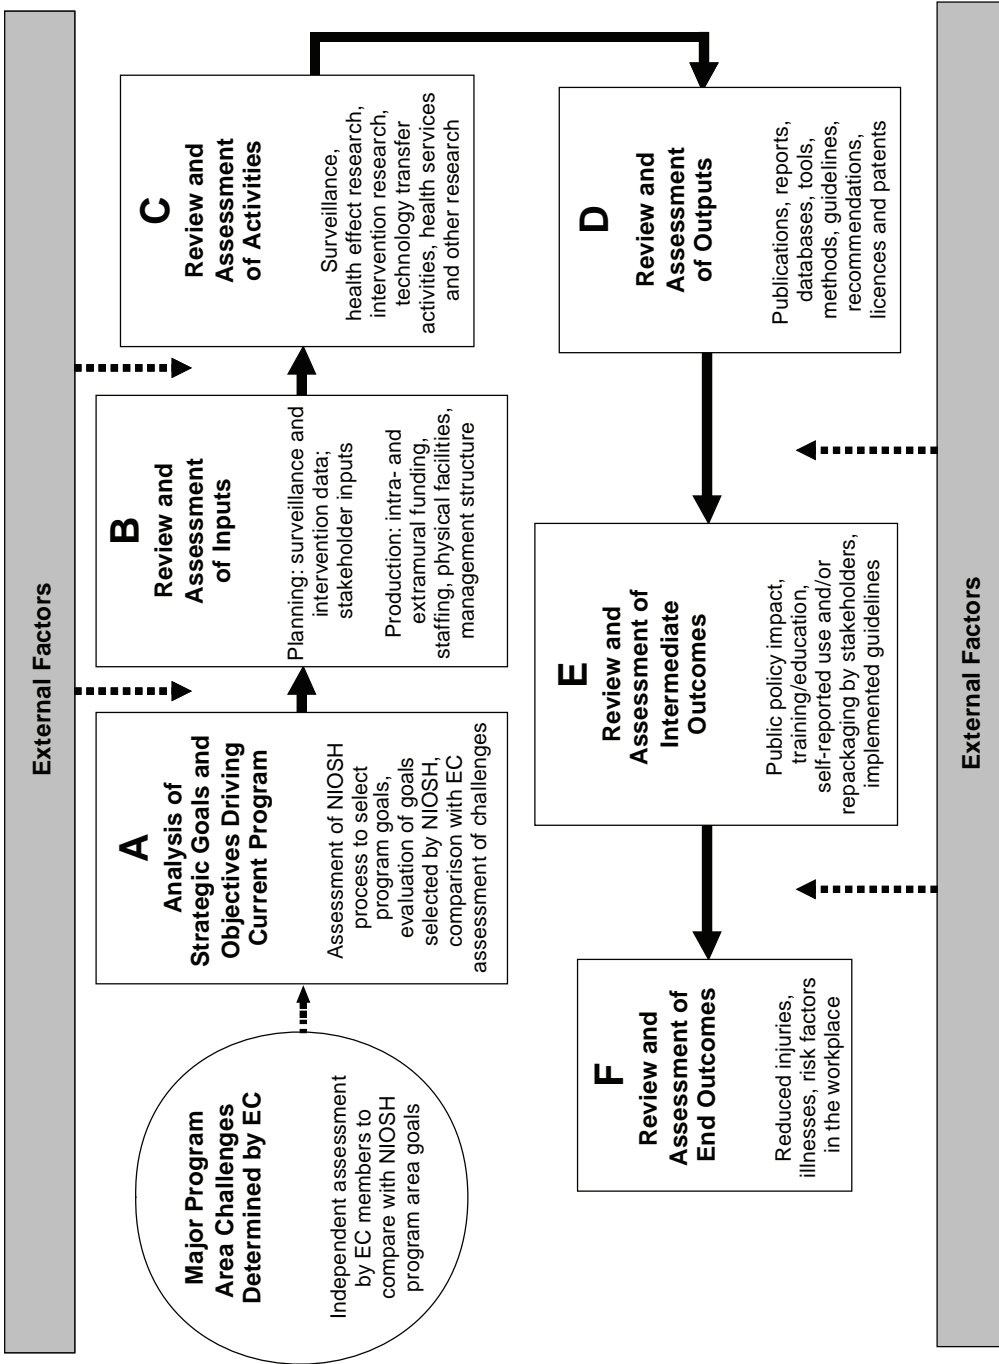 External Factors
Major Program
Area Challenges
Determined by EC
Independent assessment
by EC members to
compare with NIOSH
program area goals
A
Analysis of
Strategic Goals and
Objectives Driving
Current Program
Assessment of NIOSH
process to select
program goals,
evaluation of goals
selected by NIOSH,
comparison with EC
assessment of challenges
B
Review and
Assessment
of Inputs
Planning: surveillance and
intervention data;
stakeholder inputs
Production: intra- and
extramural funding,
staffing, physical facilities,
management structure
C
Review and
Assessment
of Activities
Surveillance,
health effect research,
intervention research,
technology transfer
activities, health services
and other research
D
Review and
Assessment
of Outputs
Publications, reports,
databases, tools,
methods, guidelines,
recommendations,
licences and patents
E
Review and
Assessment of
Intermediate
Outcomes
Public policy impact,
training/education,
self-reported use and/or
repackaging by stakeholders,
implemented guidelines
F
Review and
Assessment of
End Outcomes
Reduced injuries,
illnesses, risk factors
in the workplace
External Factors